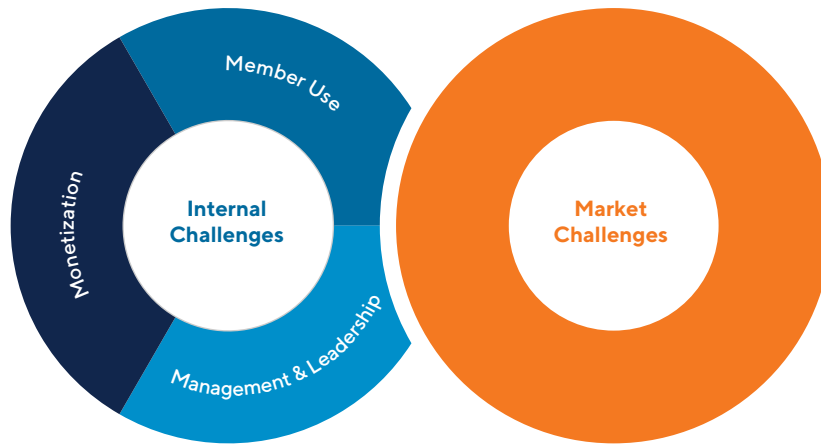 Member Use
Monetization
Internal
Challenges
Management & Leadership
Market
Challenges